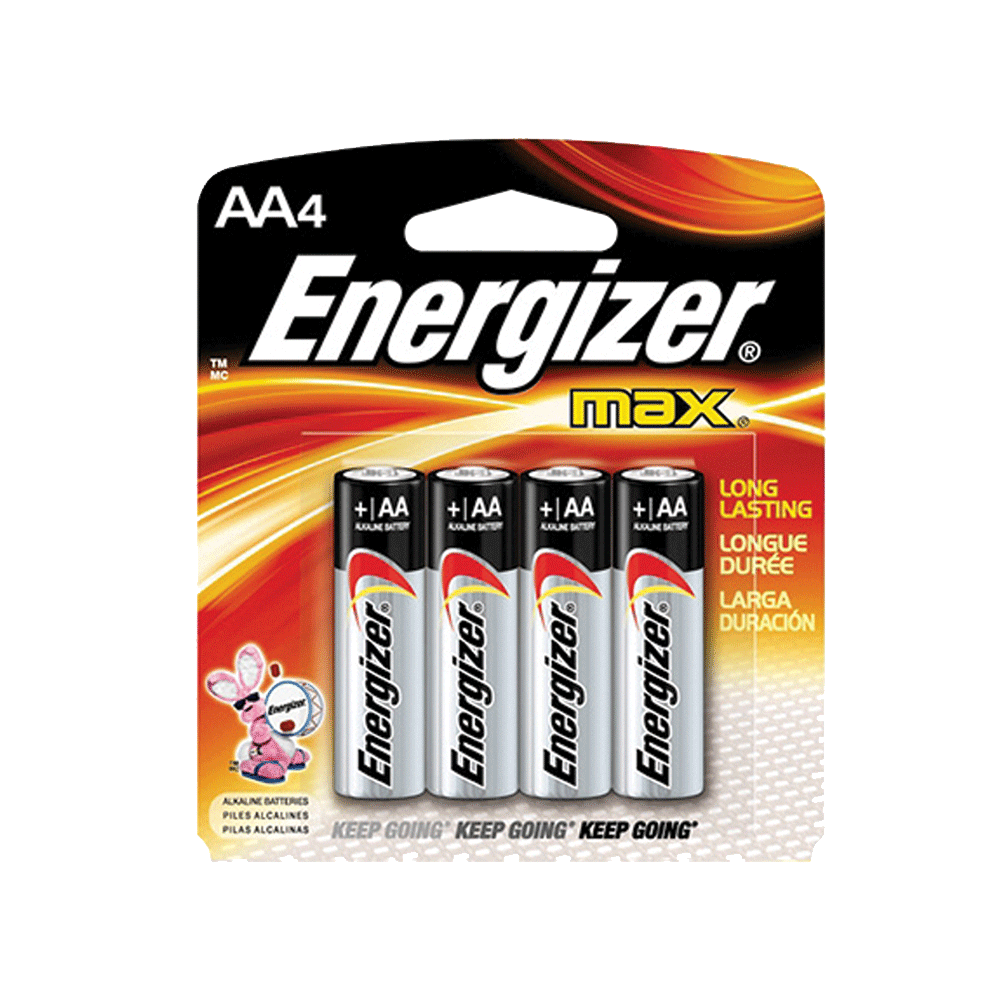 AA4
Energizer®
TM
MC
max®
+|AA
ALKALINE BATTERY
+|AA
ALKALINE BATTERY
+|AA
ALKALINE BATTERY
+|AA
ALKALINE BATTERY
LONG
LASTING
LONGUE
DURÉE
LARGA
DURACIÓN
Energizer®
Energizer®
Energizer®
Energizer®
Energizer
ALKALINE BATTERIES
PILES ALCALINES
PILAS ALCALINAS
KEEP GOING® KEEP GOING® KEEP GOING®